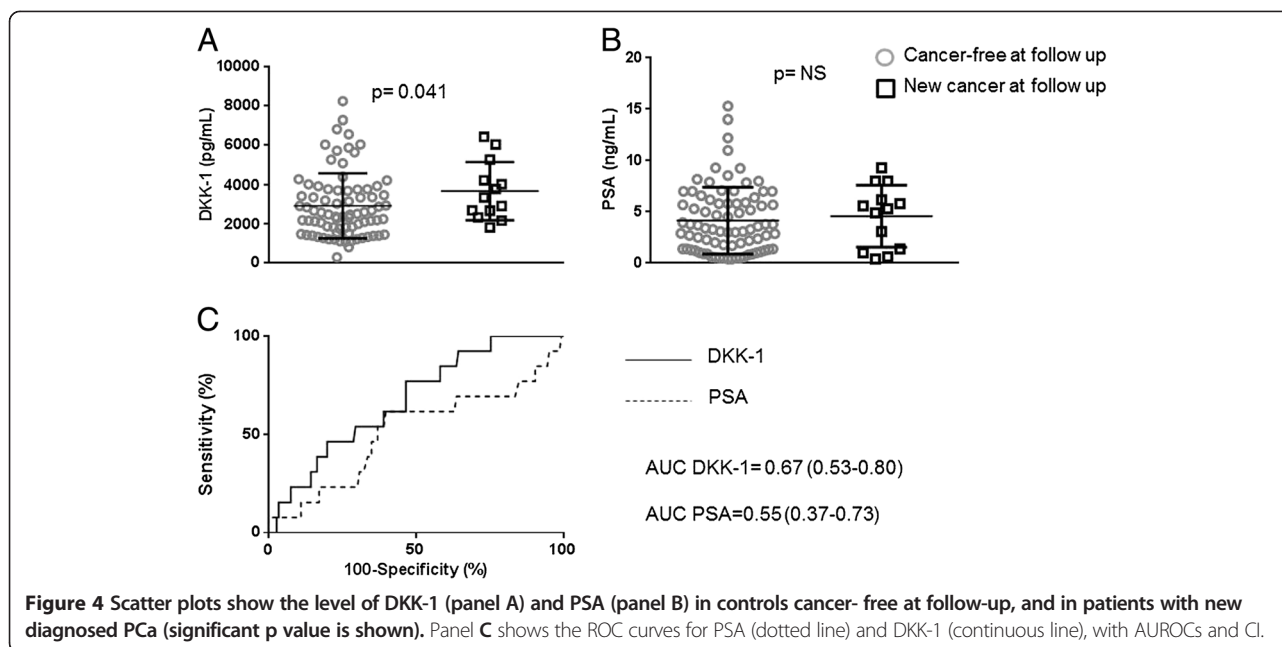 A
10000
8000
6000
4000
2000
0
DKK-1 (pg/mL)
p= 0.041
B
20
15
10
5
0
PSA (ng/mL)
p= NS
Cancer-free at follow up
New cancer at follow up
C
100
50
0
Sensitivity (%)
0
50
100
100-Specificity (%)
DKK-1
PSA
AUC DKK-1= 0.67 (0.53-0.80)
AUC PSA=0.55 (0.37-0.73)
Figure 4 Scatter plots show the level of DKK-1 (panel A) and PSA (panel B) in controls cancer- free at follow-up, and in patients with new
diagnosed PCa (significant p value is shown). Panel C shows the ROC curves for PSA (dotted line) and DKK-1 (continuous line), with AUROCs and CI.